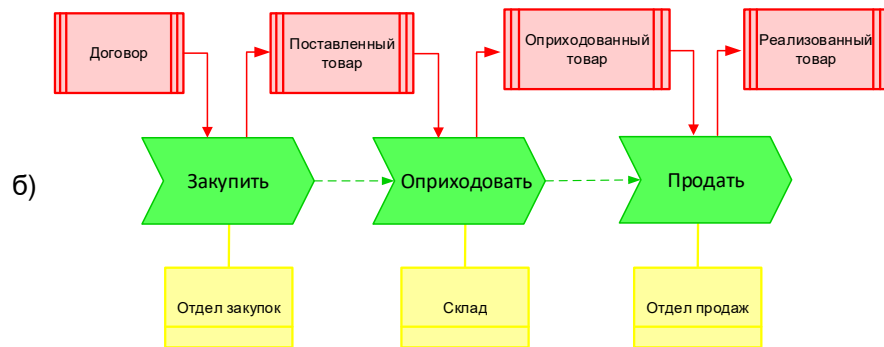 Договор
Поставленный
товар
Оприходованный
товар
Реализованный
товар
б)
Закупить
Оприходовать
Продать
Отдел закупок
Склад
Отдел продаж